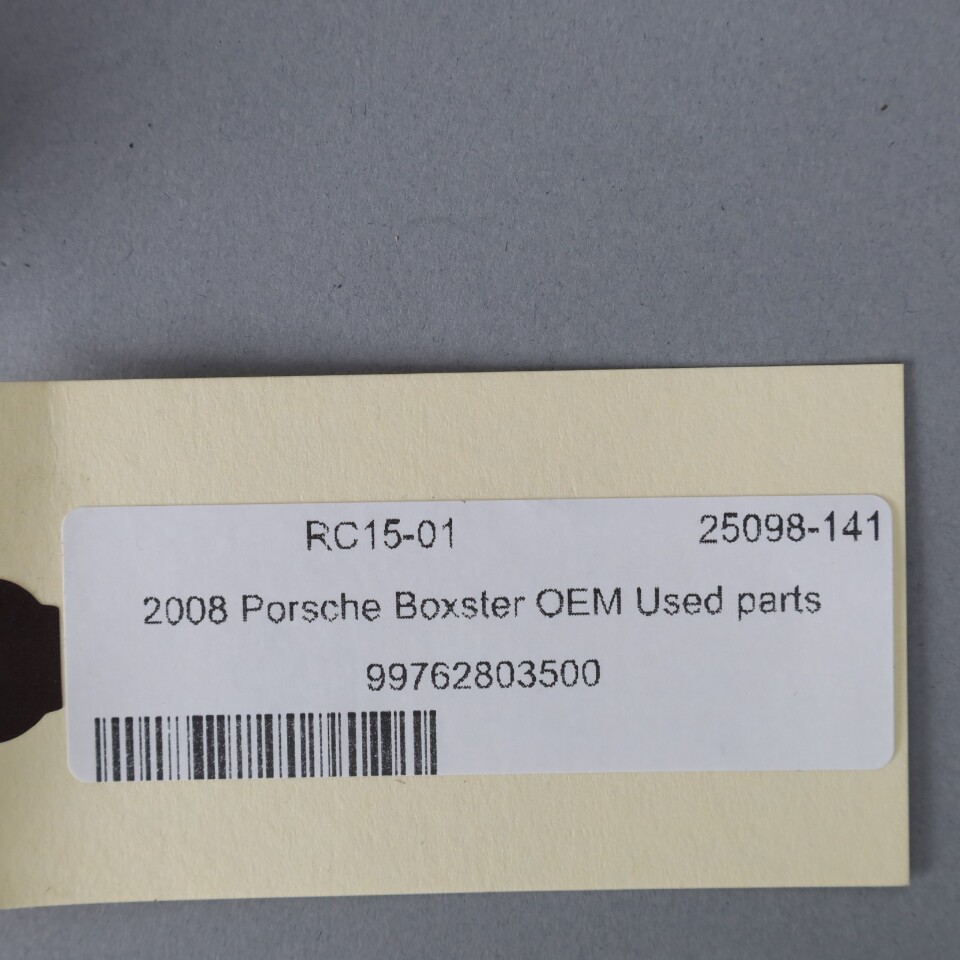 RC15-01 25098-141
2008 Porsche Boxster OEM Used parts
99762803500